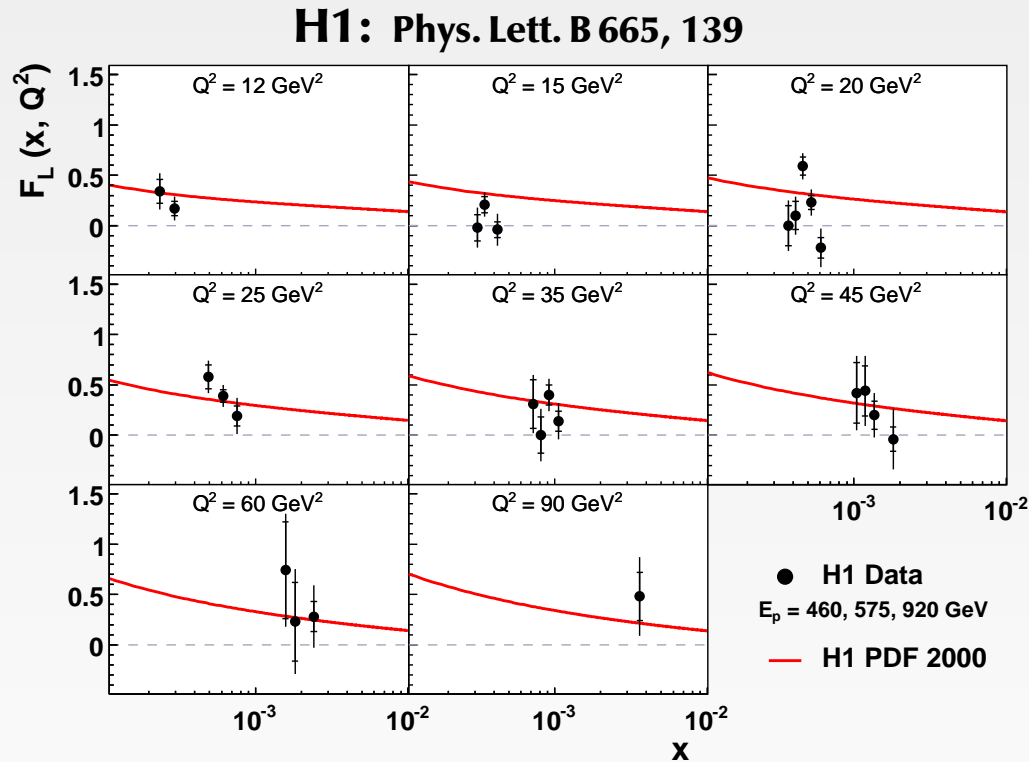 H1: Phys. Lett. B 665, 139
F_L (x, Q²)
1.5
1
0.5
0
Q² = 12 GeV²
Q² = 15 GeV²
Q² = 20 GeV²
1.5
1
0.5
0
Q² = 25 GeV²
Q² = 35 GeV²
Q² = 45 GeV²
10⁻³
10⁻²
1.5
1
0.5
0
Q² = 60 GeV²
Q² = 90 GeV²
H1 Data
E_p = 460, 575, 920 GeV
H1 PDF 2000
10⁻³
10⁻²
10⁻³
10⁻²
x